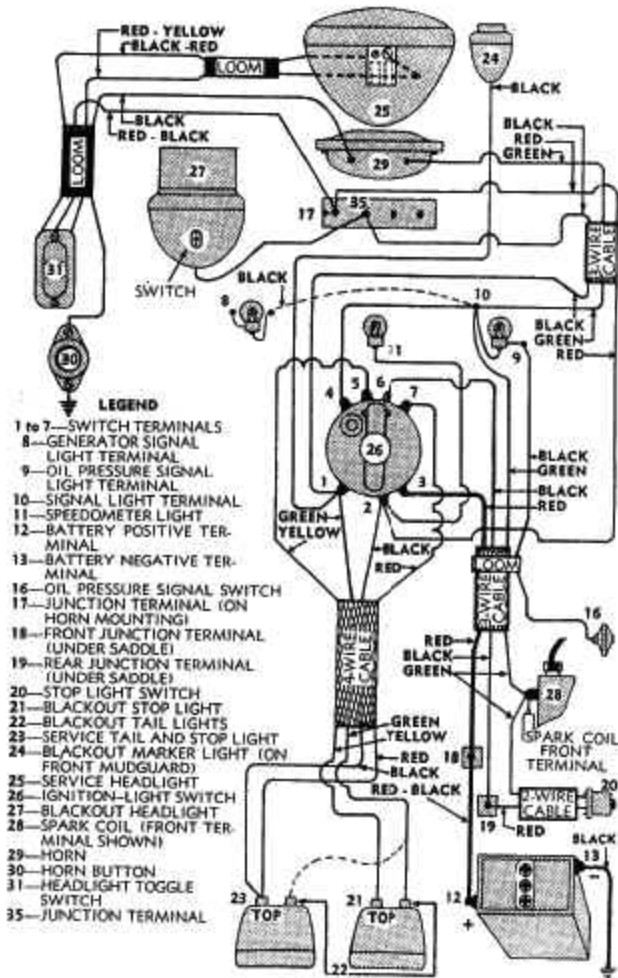 RED - YELLOW
BLACK-RED
LOOM
25
24
BLACK
BLACK
RED - BLACK
BLACK
RED
GREEN
LOOM
27
29
17
35
31
SWITCH
3-WIRE
CABLE
BLACK
8
10
11
9
BLACK
GREEN
RED
30
4
5
6
7
26
1
2
3
BLACK
GREEN
BLACK
RED
GREEN
YELLOW
BLACK
RED
LEGEND
1 to 7—SWITCH TERMINALS
8—GENERATOR SIGNAL
LIGHT TERMINAL
9—OIL PRESSURE SIGNAL
LIGHT TERMINAL
10—SIGNAL LIGHT TERMINAL
11—SPEEDOMETER LIGHT
12—BATTERY POSITIVE TER-
MINAL
13—BATTERY NEGATIVE TER-
MINAL
16—OIL PRESSURE SIGNAL SWITCH
17—JUNCTION TERMINAL (ON
HORN MOUNTING)
18—FRONT JUNCTION TERMINAL
(UNDER SADDLE)
19—REAR JUNCTION TERMINAL
(UNDER SADDLE)
20—STOP LIGHT SWITCH
21—BLACKOUT STOP LIGHT
22—BLACKOUT TAIL LIGHTS
23—SERVICE TAIL AND STOP LIGHT
24—BLACKOUT MARKER LIGHT (ON
FRONT MUDGUARD)
25—SERVICE HEADLIGHT
26—IGNITION-LIGHT SWITCH
27—BLACKOUT HEADLIGHT
28—SPARK COIL (FRONT TER-
MINAL SHOWN)
29—HORN
30—HORN BUTTON
31—HEADLIGHT TOGGLE
SWITCH
35—JUNCTION TERMINAL
4-WIRE
CABLE
LOOM
3-WIRE
CABLE
16
RED
BLACK
GREEN
28
SPARK COIL
FRONT
TERMINAL
GREEN
YELLOW
RED
BLACK
RED - BLACK
18
19
2-WIRE
CABLE
RED
20
BLACK
13
−
12
+
23
TOP
21
TOP
22